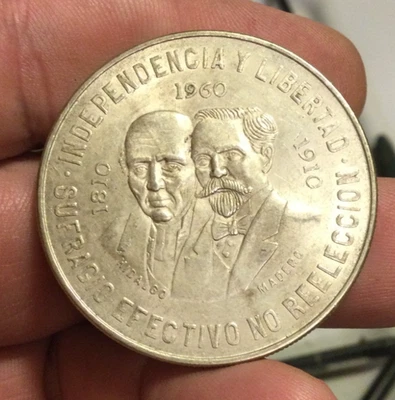 · INDEPENDENCIA Y LIBERTAD ·
1960
1810
1910
HIDALGO
MADERO
SUFRAGIO EFECTIVO NO REELECCION